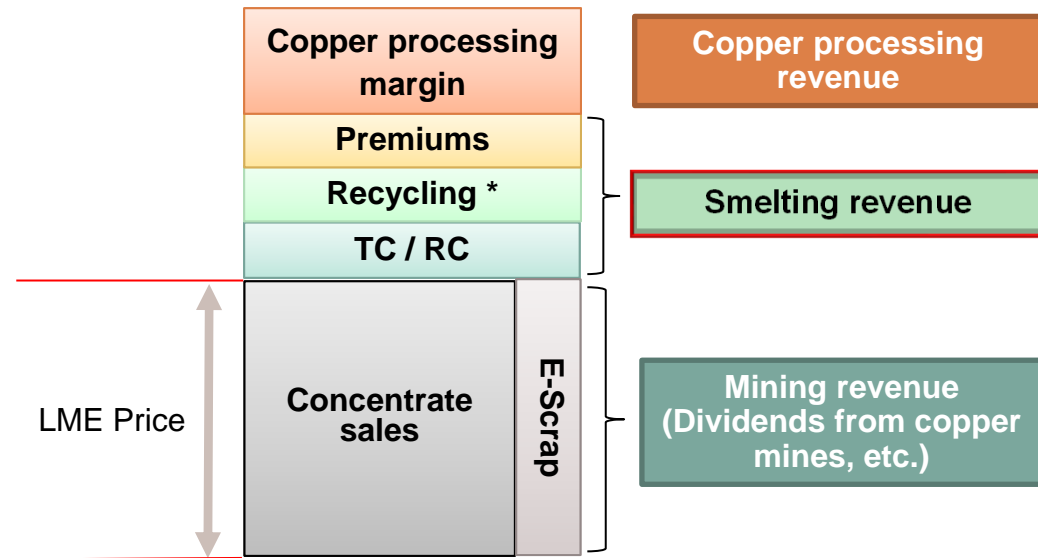 Copper processing
margin
Copper processing
revenue
Premiums
Recycling *
Smelting revenue
TC / RC
LME Price
Concentrate
sales
E-Scrap
Mining revenue
(Dividends from copper
mines, etc.)